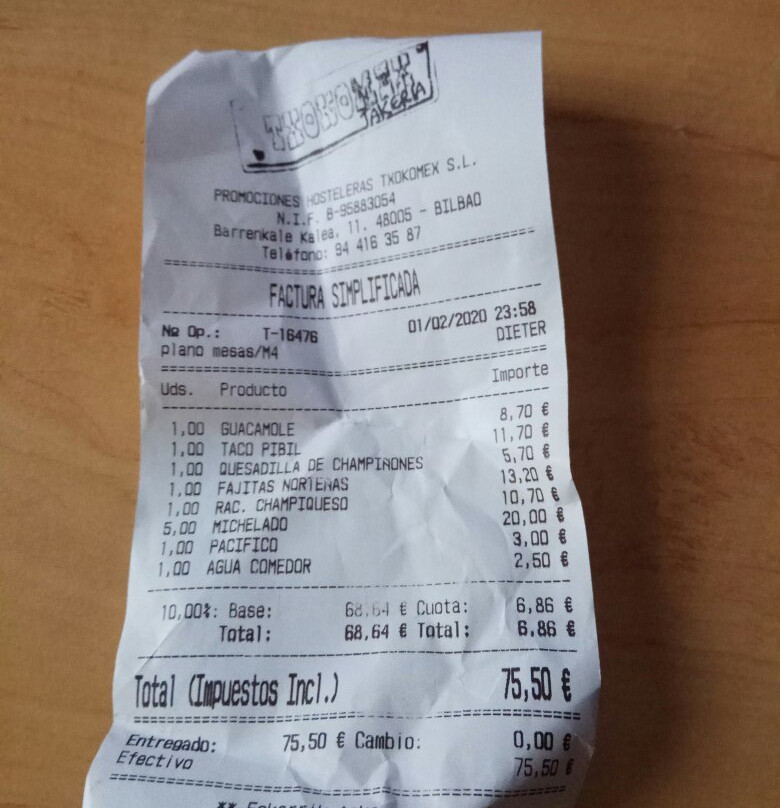 TXOKOMEX
TAKERIA
PROMOCIONES HOSTELERAS TXOKOMEX S.L.
N.I.F. B-95883054
Barrenkale Kalea, 11. 48005 - BILBAO
Teléfono: 94 416 35 87
FACTURA SIMPLIFICADA
Nº Op.: T-16476 01/02/2020 23:58
plano mesas/M4 DIETER
Uds. Producto Importe
1,00 GUACAMOLE 8,70 €
1,00 TACO PIBIL 11,70 €
1,00 QUESADILLA DE CHAMPIÑONES 5,70 €
1,00 FAJITAS NORTEÑAS 13,20 €
1,00 RAC. CHAMPIQUESO 10,70 €
5,00 MICHELADO 20,00 €
1,00 PACIFICO 3,00 €
1,00 AGUA COMEDOR 2,50 €
10,00%: Base: 68,64 € Cuota: 6,86 €
Total: 68,64 € Total: 6,86 €
Total (Impuestos Incl.) 75,50 €
Entregado: 75,50 € Cambio: 0,00 €
Efectivo 75,50 €
**